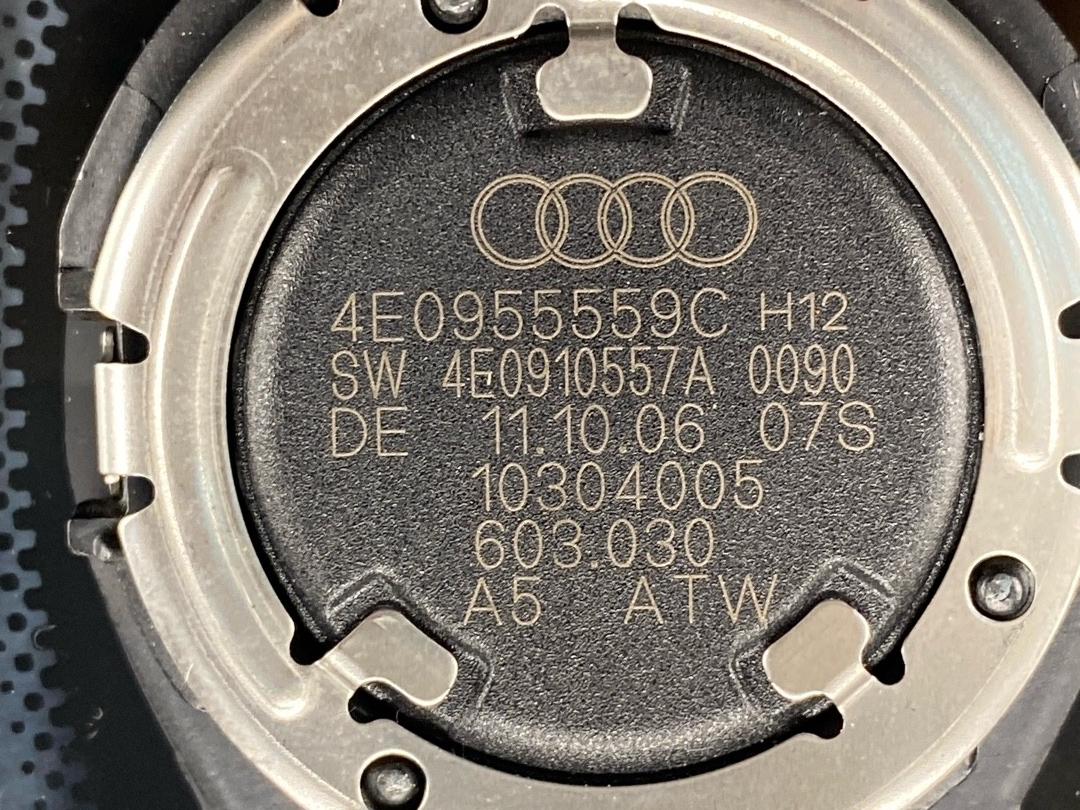 4E0955559C H12
SW 4E0910557A 0090
DE 11.10.06 07S
10304005
603.030
A5 ATW